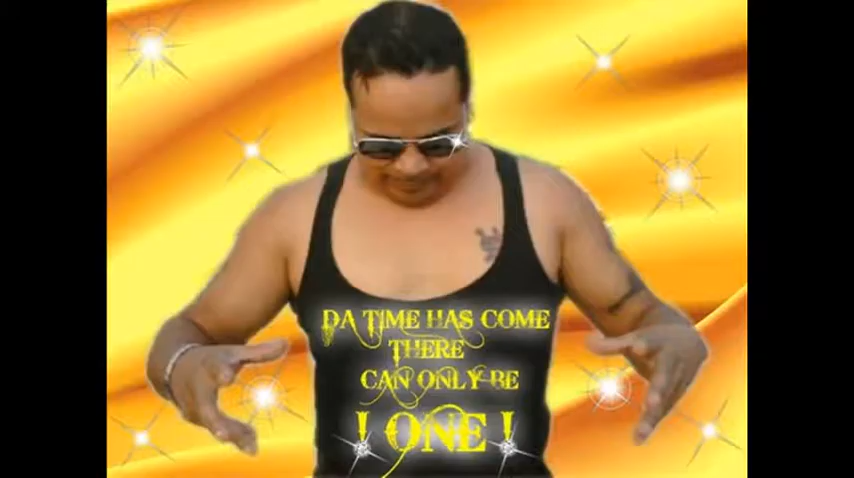 DA TIME HAS COME
THERE
CAN ONLY BE
! ONE !